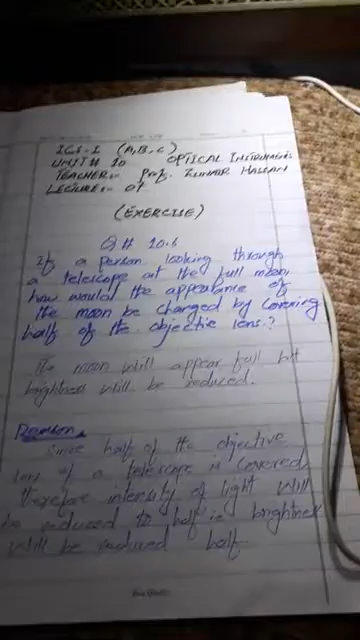 ICS-I (A, B, C)
UNIT # 10 OPTICAL INSTRUMENTS
TEACHER:- Prof. ZUHAIR HASSAN
LECTURE:- 07
(EXERCISE)
Q # 10.6
If a person looking through
a telescope at the full moon,
how would the appearance of
the moon be changed by covering
half of the objective lens.?
The moon will appear full but
brightness will be reduced.
Reason
Since half of the objective
lens of a telescope is covered
therefore intensity of light will
be reduced to half i.e brightness
will be reduced half.